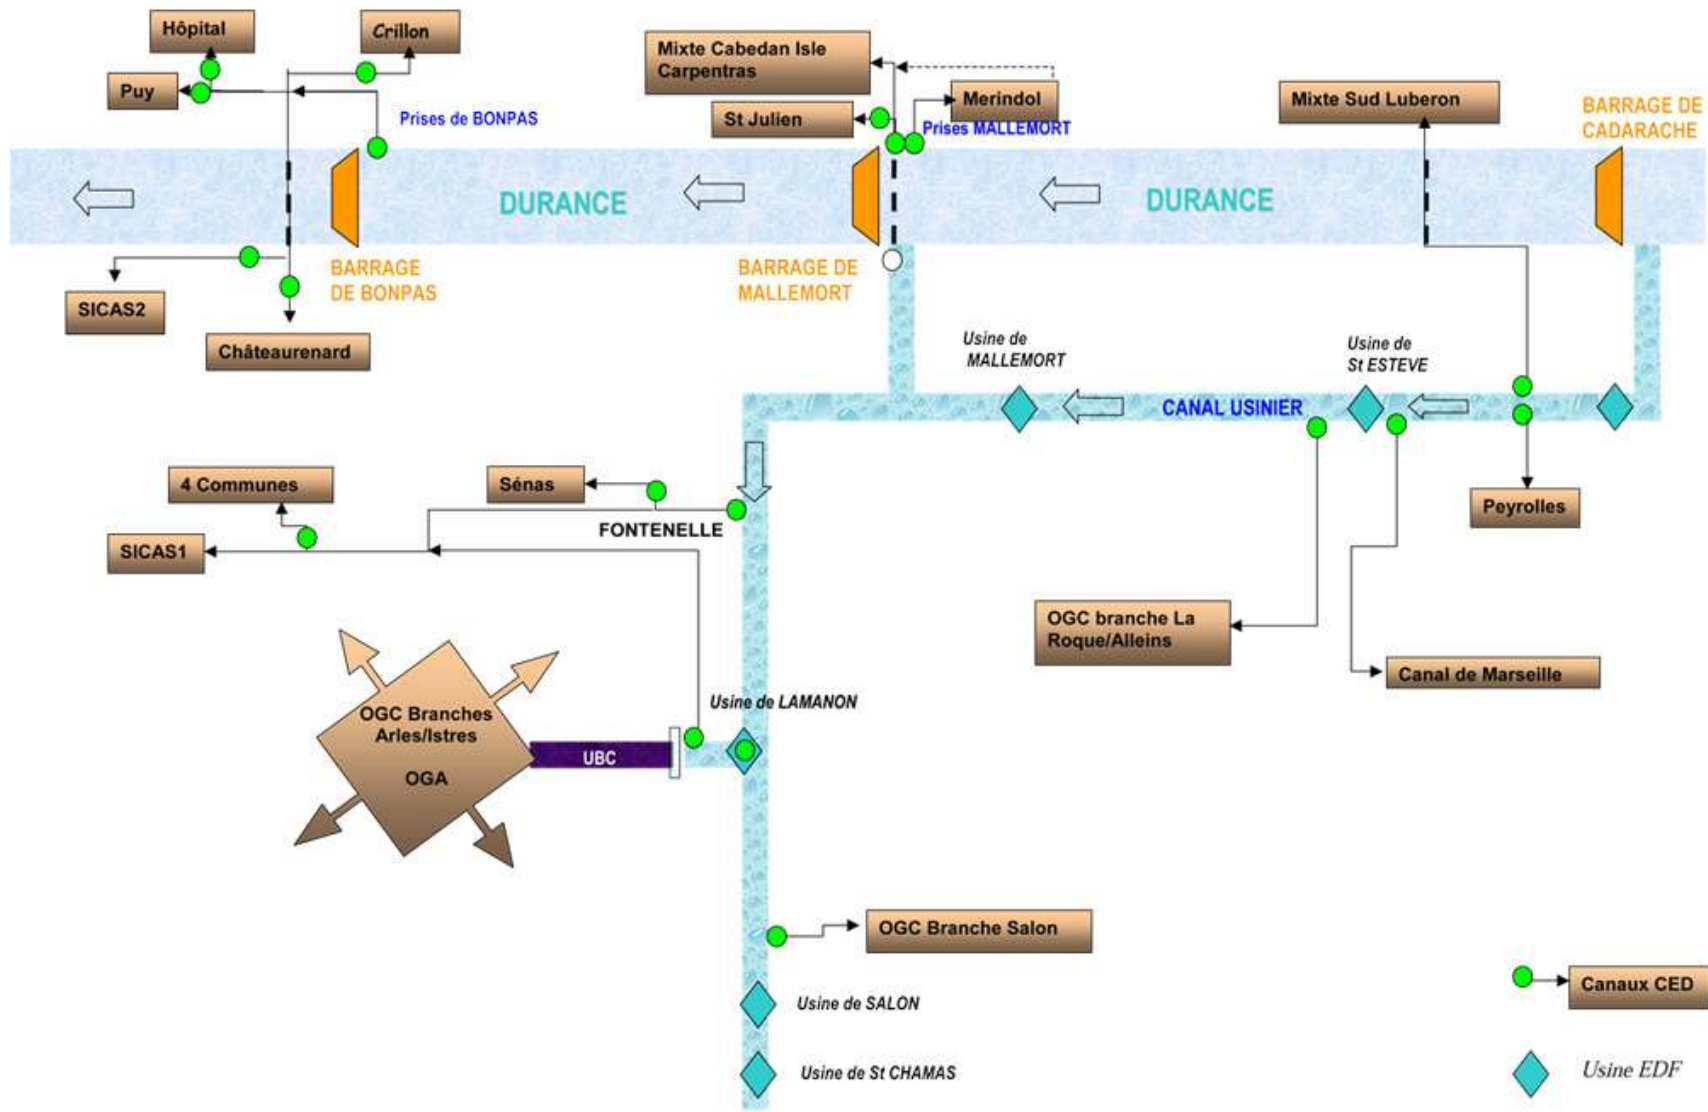 Hôpital
Crillon
Puy
Prises de BONPAS
Mixte Cabedan Isle
Carpentras
St Julien
Merindol
Prises MALLEMORT
Mixte Sud Luberon
BARRAGE DE
CADARACHE
DURANCE
DURANCE
BARRAGE
DE BONPAS
BARRAGE DE
MALLEMORT
SICAS2
Châteaurenard
Usine de
MALLEMORT
Usine de
St ESTEVE
CANAL USINIER
4 Communes
Sénas
FONTENELLE
SICAS1
Peyrolles
OGC branche La
Roque/Alleins
Canal de Marseille
OGC Branches
Arles/Istres
OGA
UBC
Usine de LAMANON
OGC Branche Salon
Usine de SALON
Usine de St CHAMAS
Canaux CED
Usine EDF